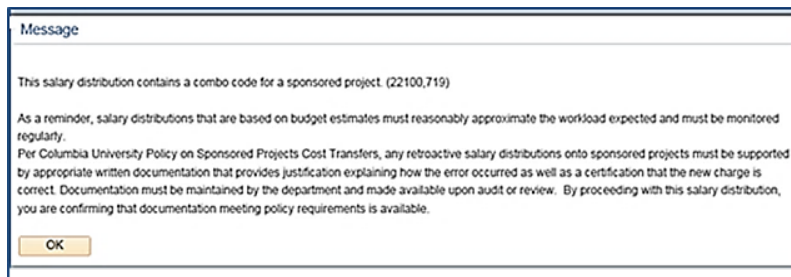 Message
This salary distribution contains a combo code for a sponsored project. (22100,719)
As a reminder, salary distributions that are based on budget estimates must reasonably approximate the workload expected and must be monitored
regularly.
Per Columbia University Policy on Sponsored Projects Cost Transfers, any retroactive salary distributions onto sponsored projects must be supported
by appropriate written documentation that provides justification explaining how the error occurred as well as a certification that the new charge is
correct. Documentation must be maintained by the department and made available upon audit or review. By proceeding with this salary distribution,
you are confirming that documentation meeting policy requirements is available.
OK